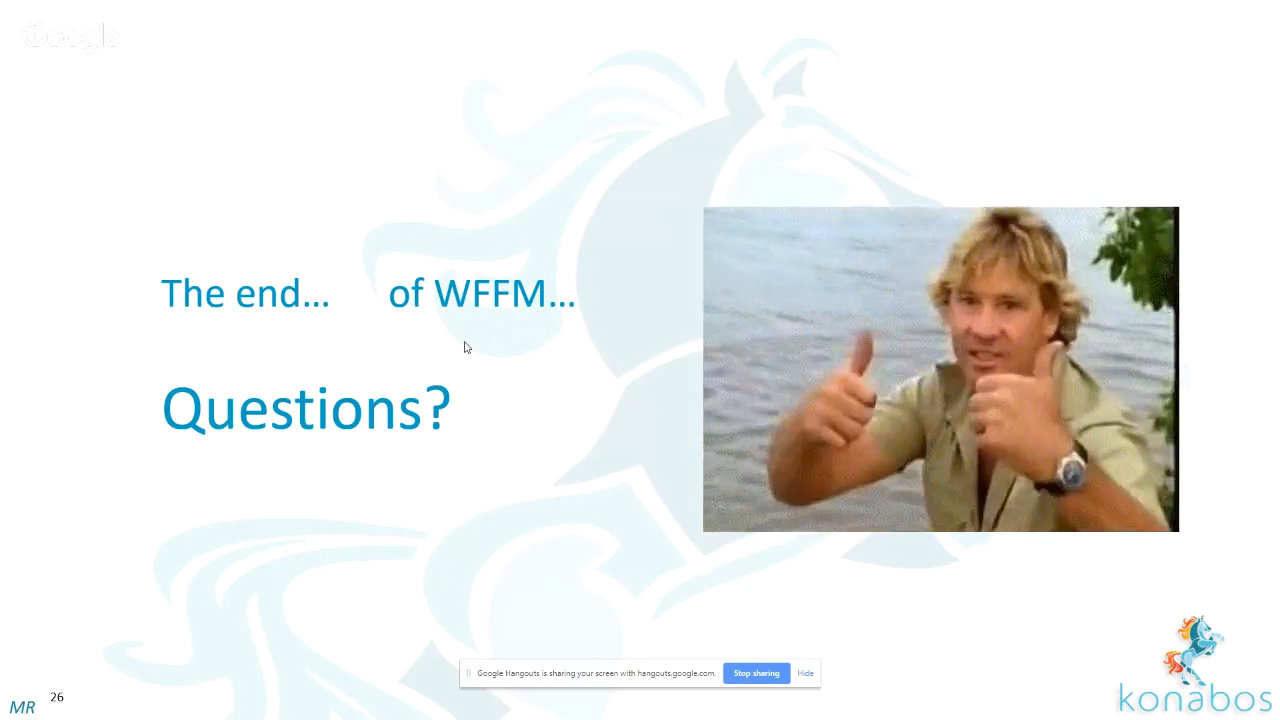 Google
The end… of WFFM…
Questions?
Google Hangouts is sharing your screen with hangouts.google.com. Stop sharing Hide
MR 26
konabos